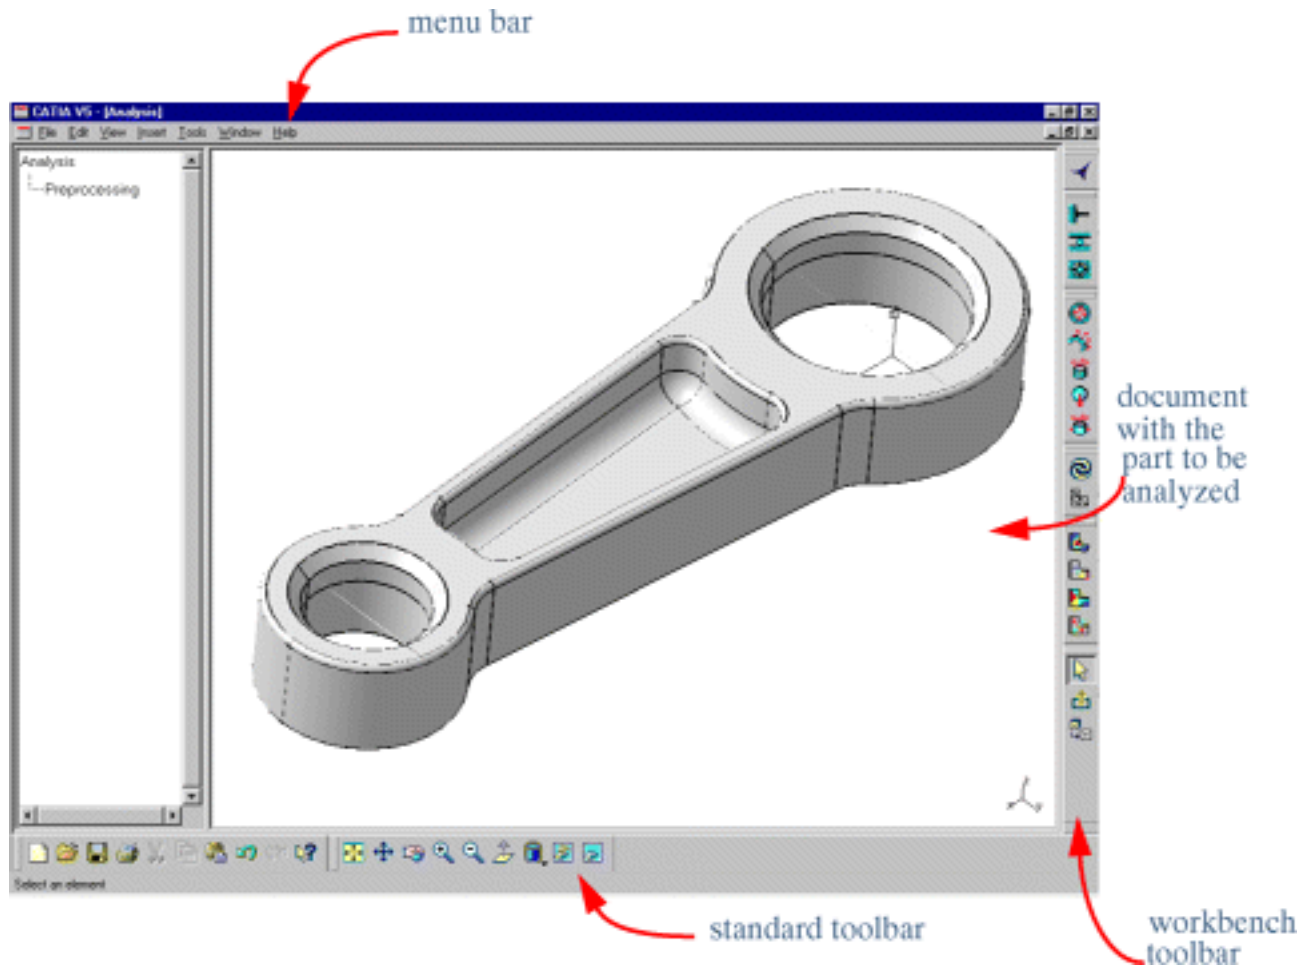 menu bar
CATIA V5 - [Analysis]
File Edit View Insert Tools Window Help
Analysis
Preprocessing
document
with the
part to be
analyzed
Select an element
standard toolbar
workbench
toolbar